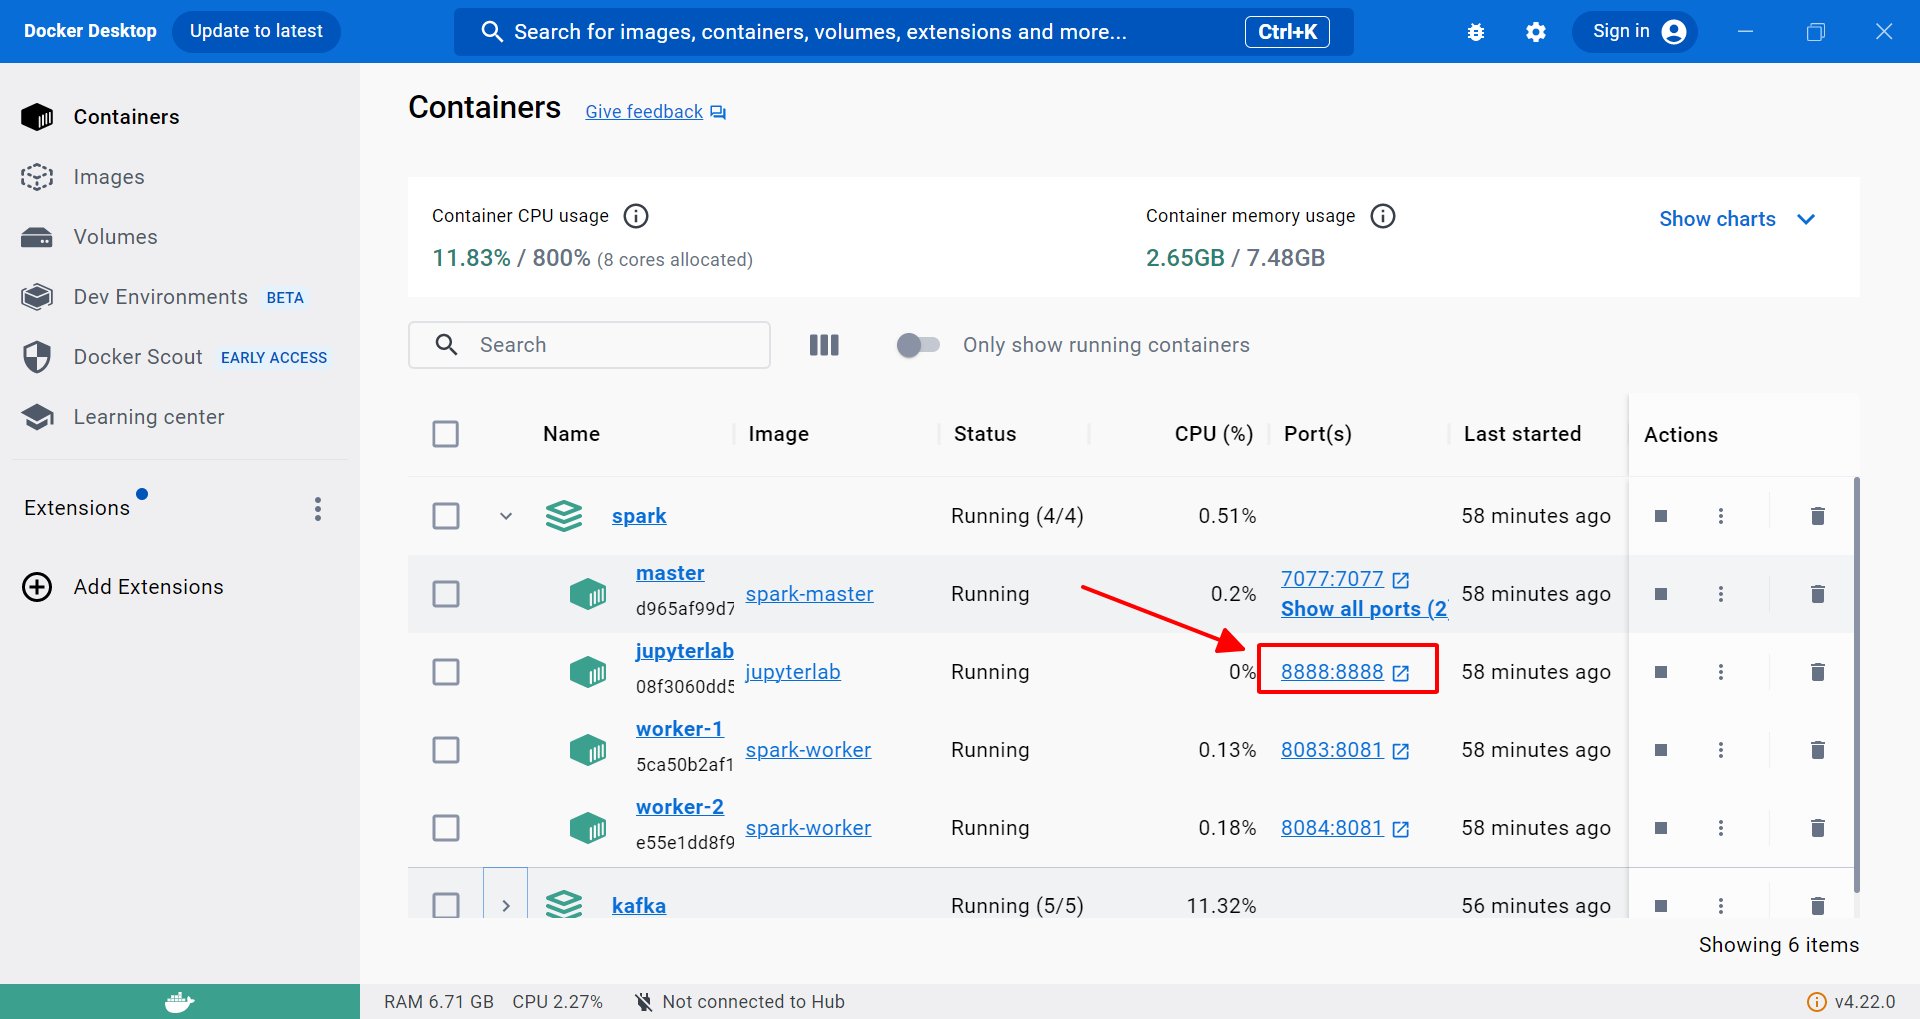 Docker Desktop
Update to latest
Search for images, containers, volumes, extensions and more...
Ctrl+K
Sign in
Containers
Images
Volumes
Dev Environments BETA
Docker Scout EARLY ACCESS
Learning center
Extensions
Add Extensions
Containers Give feedback
Container CPU usage
11.83% / 800% (8 cores allocated)
Container memory usage
2.65GB / 7.48GB
Show charts
Search
Only show running containers
Name Image Status CPU (%) Port(s) Last started Actions
spark Running (4/4) 0.51% 58 minutes ago
master
d965af99d7 spark-master Running 0.2% 7077:7077 58 minutes ago
Show all ports (2
jupyterlab
08f3060dd5 jupyterlab Running 0% 8888:8888 58 minutes ago
worker-1
5ca50b2af1 spark-worker Running 0.13% 8083:8081 58 minutes ago
worker-2
e55e1dd8f9 spark-worker Running 0.18% 8084:8081 58 minutes ago
kafka Running (5/5) 11.32% 56 minutes ago
Showing 6 items
RAM 6.71 GB CPU 2.27% Not connected to Hub
v4.22.0